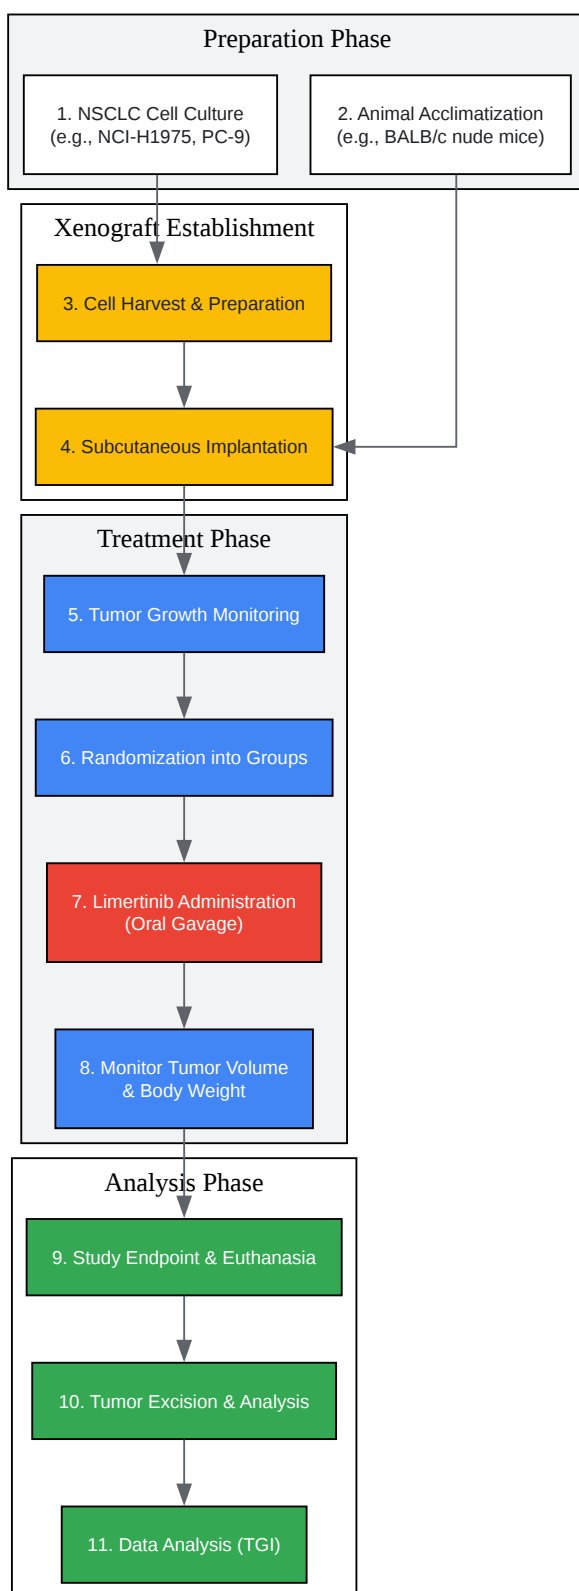 Preparation Phase
1. NSCLC Cell Culture
(e.g., NCI-H1975, PC-9)
2. Animal Acclimatization
(e.g., BALB/c nude mice)
Xenograft Establishment
3. Cell Harvest & Preparation
4. Subcutaneous Implantation
Treatment Phase
5. Tumor Growth Monitoring
6. Randomization into Groups
7. Limertinib Administration
(Oral Gavage)
8. Monitor Tumor Volume
& Body Weight
Analysis Phase
9. Study Endpoint & Euthanasia
10. Tumor Excision & Analysis
11. Data Analysis (TGI)